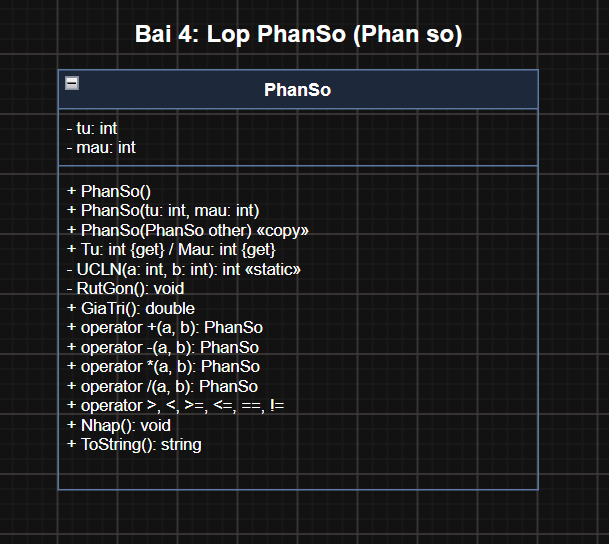 Bai 4: Lop PhanSo (Phan so)
PhanSo
- tu: int
- mau: int
+ PhanSo()
+ PhanSo(tu: int, mau: int)
+ PhanSo(PhanSo other) «copy»
+ Tu: int {get} / Mau: int {get}
- UCLN(a: int, b: int): int «static»
- RutGon(): void
+ GiaTri(): double
+ operator +(a, b): PhanSo
+ operator -(a, b): PhanSo
+ operator *(a, b): PhanSo
+ operator /(a, b): PhanSo
+ operator >, <, >=, <=, ==, !=
+ Nhap(): void
+ ToString(): string